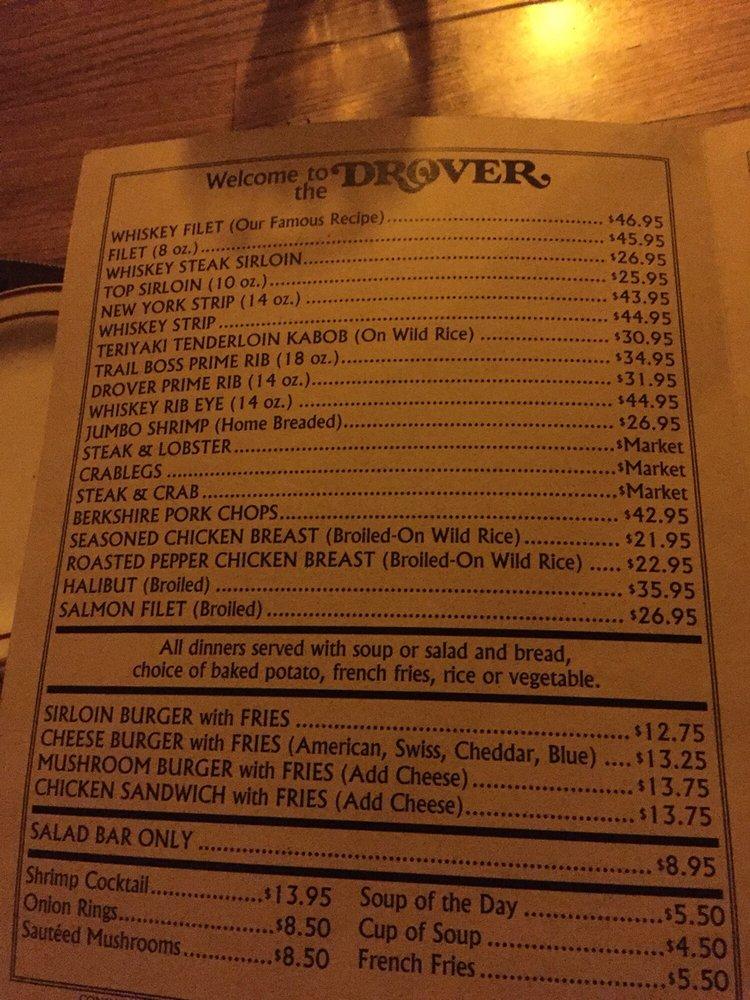 Welcome to the DROVER
WHISKEY FILET (Our Famous Recipe) $46.95
FILET (8 oz.) $45.95
WHISKEY STEAK SIRLOIN $26.95
TOP SIRLOIN (10 oz.) $25.95
NEW YORK STRIP (14 oz.) $43.95
WHISKEY STRIP $44.95
TERIYAKI TENDERLOIN KABOB (On Wild Rice) $30.95
TRAIL BOSS PRIME RIB (18 oz.) $34.95
DROVER PRIME RIB (14 oz.) $31.95
WHISKEY RIB EYE (14 oz.) $44.95
JUMBO SHRIMP (Home Breaded) $26.95
STEAK & LOBSTER $Market
CRABLEGS $Market
STEAK & CRAB $Market
BERKSHIRE PORK CHOPS $42.95
SEASONED CHICKEN BREAST (Broiled-On Wild Rice) $21.95
ROASTED PEPPER CHICKEN BREAST (Broiled-On Wild Rice) $22.95
HALIBUT (Broiled) $35.95
SALMON FILET (Broiled) $26.95
All dinners served with soup or salad and bread,
choice of baked potato, french fries, rice or vegetable.
SIRLOIN BURGER with FRIES $12.75
CHEESE BURGER with FRIES (American, Swiss, Cheddar, Blue) $13.25
MUSHROOM BURGER with FRIES (Add Cheese) $13.75
CHICKEN SANDWICH with FRIES (Add Cheese) $13.75
SALAD BAR ONLY $8.95
Shrimp Cocktail $13.95
Onion Rings $8.50
Sautéed Mushrooms $8.50
Soup of the Day $5.50
Cup of Soup $4.50
French Fries $5.50